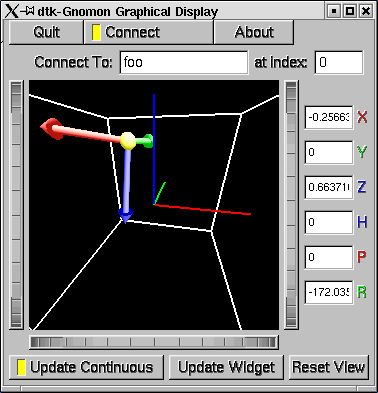 dtk-Gnomon Graphical Display
Quit Connect About
Connect To: foo at index: 0
-0.25663 X
0 Y
0.663716 Z
0 H
0 P
-172.035 R
Update Continuous Update Widget Reset View